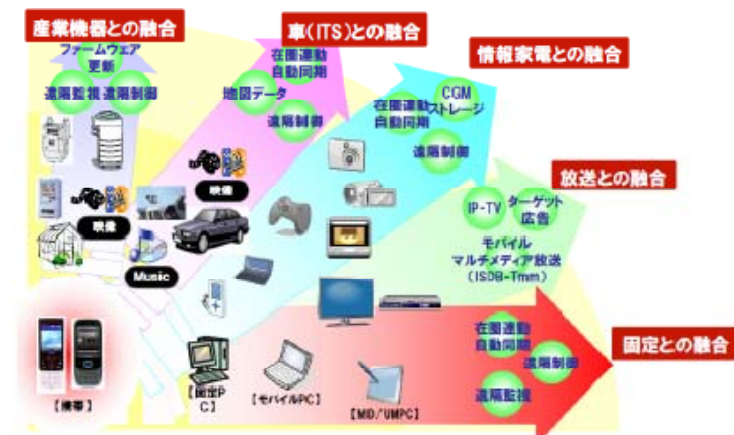 産業機器との融合
ファームウェア
更新
遠隔監視 遠隔制御
車(ITS)との融合
在圏連動
自動同期
地図データ
遠隔制御
情報家電との融合
CGM
ストレージ
在圏連動
自動同期
遠隔制御
放送との融合
IP-TV
ターゲット
広告
モバイル
マルチメディア放送
(ISDB-Tmm)
映像
映像
Music
固定との融合
在圏連動
自動同期
遠隔制御
遠隔監視
【携帯】
【固定P
C】
【モバイルPC】
【MID/UMPC】